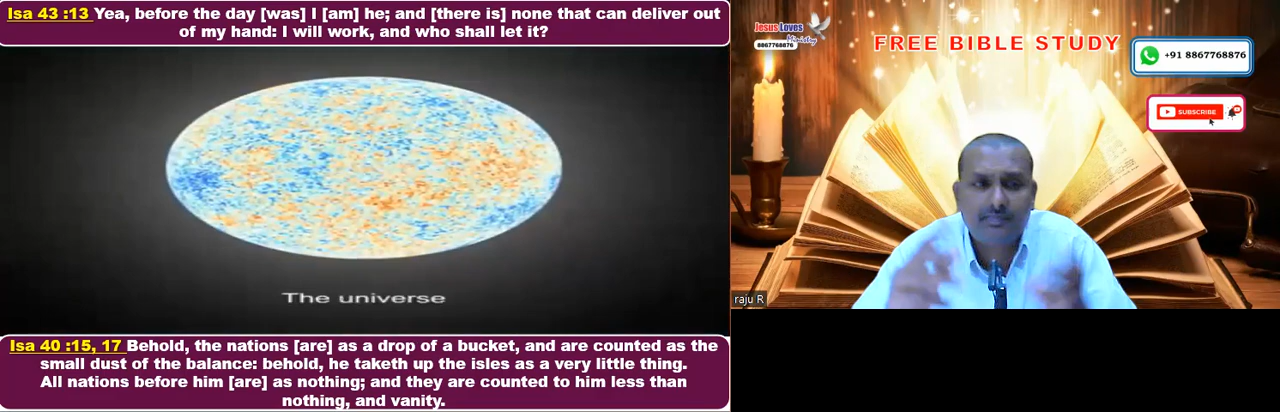 Isa 43 :13 Yea, before the day [was] I [am] he; and [there is] none that can deliver out
of my hand: I will work, and who shall let it?
The universe
Isa 40 :15, 17 Behold, the nations [are] as a drop of a bucket, and are counted as the
small dust of the balance: behold, he taketh up the isles as a very little thing.
All nations before him [are] as nothing; and they are counted to him less than
nothing, and vanity.
Jesus Loves
Ministry
8867768876
FREE BIBLE STUDY
+91 8867768876
SUBSCRIBE
raju R